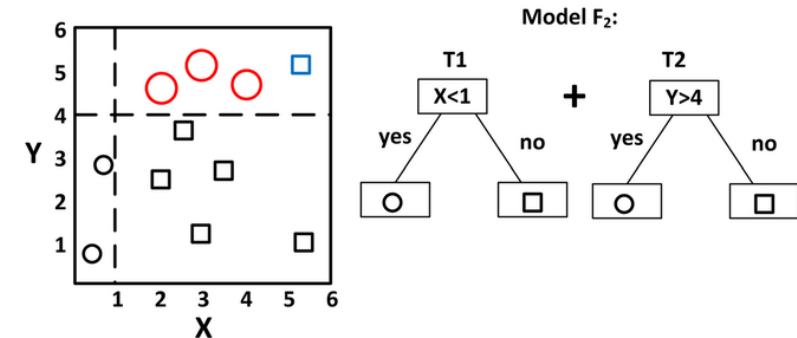 Model F₂:
6
5
4
3
2
1
Y
1 2 3 4 5 6
X
T1
X<1
yes
no
+
T2
Y>4
yes
no